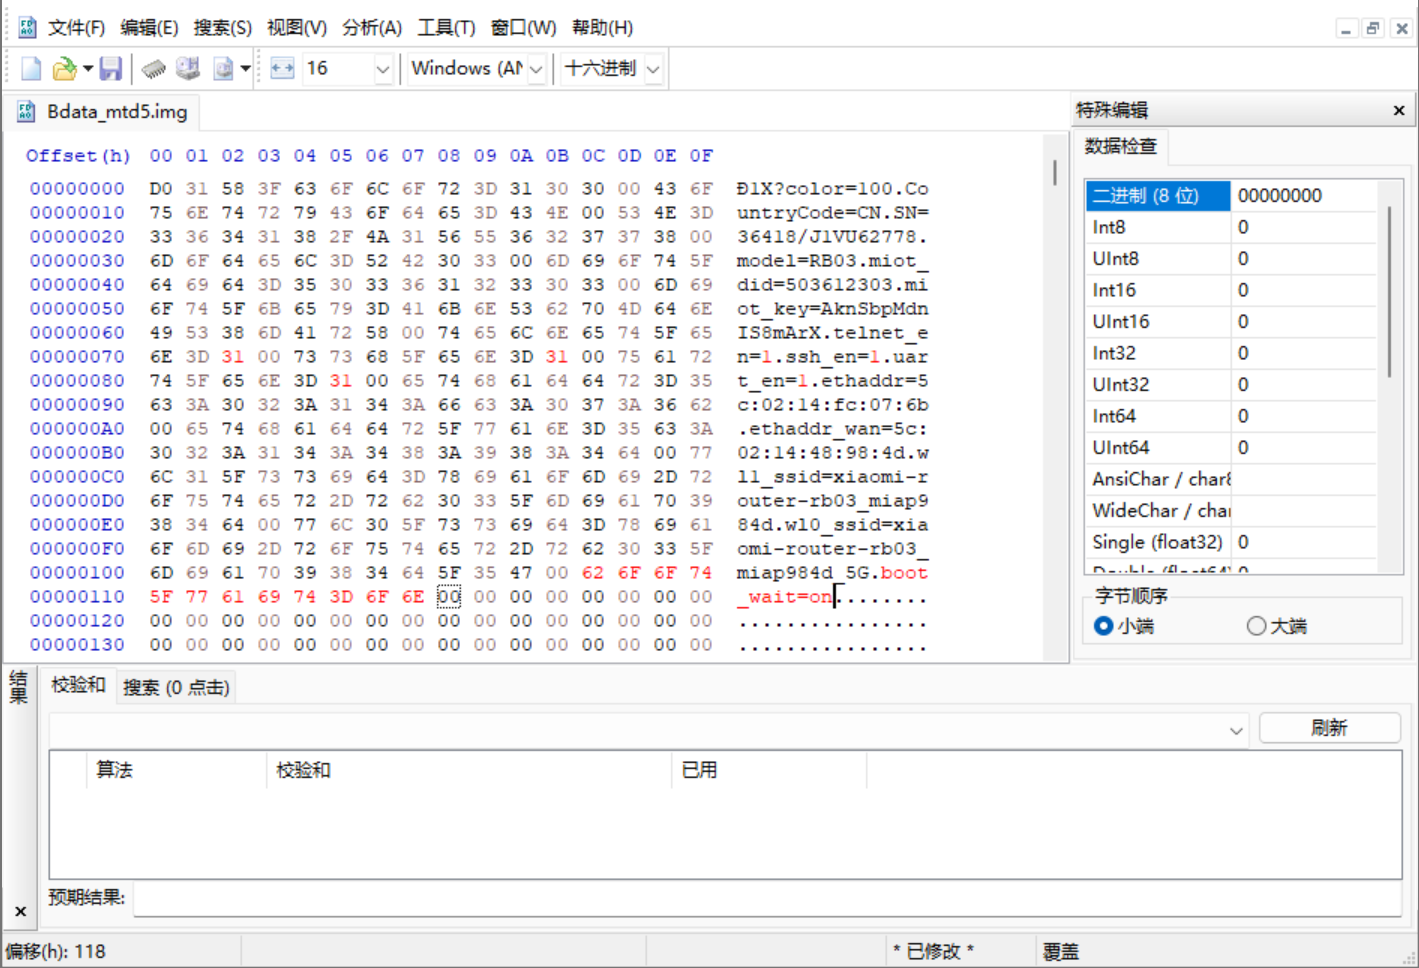 文件(F) 编辑(E) 搜索(S) 视图(V) 分析(A) 工具(T) 窗口(W) 帮助(H)
16 Windows (AN 十六进制
Bdata_mtd5.img
Offset(h) 00 01 02 03 04 05 06 07 08 09 0A 0B 0C 0D 0E 0F
00000000 D0 31 58 3F 63 6F 6C 6F 72 3D 31 30 30 00 43 6F Ð1X?color=100.Co
00000010 75 6E 74 72 79 43 6F 64 65 3D 43 4E 00 53 4E 3D untryCode=CN.SN=
00000020 33 36 34 31 38 2F 4A 31 56 55 36 32 37 37 38 00 36418/J1VU62778.
00000030 6D 6F 64 65 6C 3D 52 42 30 33 00 6D 69 6F 74 5F model=RB03.miot_
00000040 64 69 64 3D 35 30 33 36 31 32 33 30 33 00 6D 69 did=503612303.mi
00000050 6F 74 5F 6B 65 79 3D 41 6B 6E 53 62 70 4D 64 6E ot_key=AknSbpMdn
00000060 49 53 38 6D 41 72 58 00 74 65 6C 6E 65 74 5F 65 IS8mArX.telnet_e
00000070 6E 3D 31 00 73 73 68 5F 65 6E 3D 31 00 75 61 72 n=1.ssh_en=1.uar
00000080 74 5F 65 6E 3D 31 00 65 74 68 61 64 64 72 3D 35 t_en=1.ethaddr=5
00000090 63 3A 30 32 3A 31 34 3A 66 63 3A 30 37 3A 36 62 c:02:14:fc:07:6b
000000A0 00 65 74 68 61 64 64 72 5F 77 61 6E 3D 35 63 3A .ethaddr_wan=5c:
000000B0 30 32 3A 31 34 3A 34 38 3A 39 38 3A 34 64 00 77 02:14:48:98:4d.w
000000C0 6C 31 5F 73 73 69 64 3D 78 69 61 6F 6D 69 2D 72 l1_ssid=xiaomi-r
000000D0 6F 75 74 65 72 2D 72 62 30 33 5F 6D 69 61 70 39 outer-rb03_miap9
000000E0 38 34 64 00 77 6C 30 5F 73 73 69 64 3D 78 69 61 84d.wl0_ssid=xia
000000F0 6F 6D 69 2D 72 6F 75 74 65 72 2D 72 62 30 33 5F omi-router-rb03_
00000100 6D 69 61 70 39 38 34 64 5F 35 47 00 62 6F 6F 74 miap984d_5G.boot
00000110 5F 77 61 69 74 3D 6F 6E 00 00 00 00 00 00 00 00 _wait=on........
00000120 00 00 00 00 00 00 00 00 00 00 00 00 00 00 00 00 ................
00000130 00 00 00 00 00 00 00 00 00 00 00 00 00 00 00 00 ................
特殊编辑
数据检查
二进制 (8 位) 00000000
Int8 0
UInt8 0
Int16 0
UInt16 0
Int32 0
UInt32 0
Int64 0
UInt64 0
AnsiChar / char8
WideChar / char
Single (float32) 0
Double (float64) 0
字节顺序
小端 大端
结果
校验和 搜索 (0 点击)
刷新
算法 校验和 已用
预期结果:
偏移(h): 118 * 已修改 * 覆盖